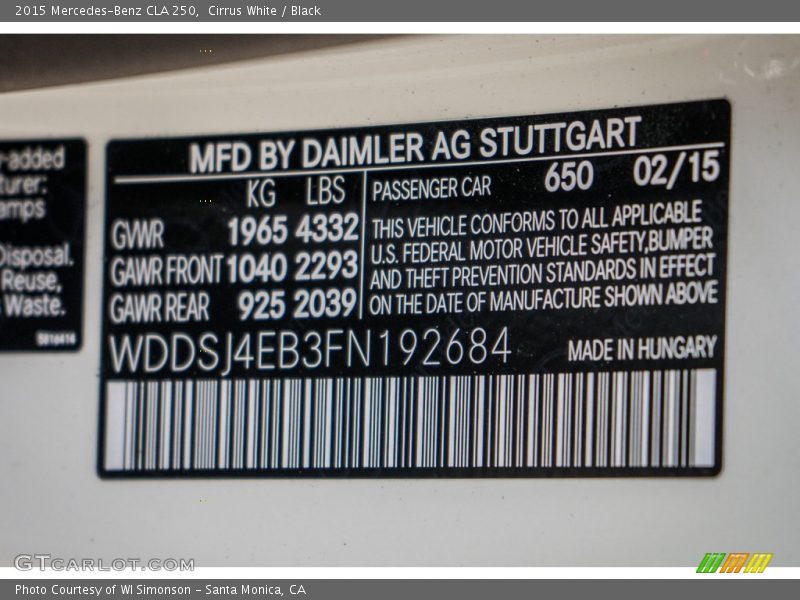 2015 Mercedes-Benz CLA 250,  Cirrus White / Black
-added
turer:
amps
Disposal.
Reuse,
Waste.
MFD BY DAIMLER AG STUTTGART
KG LBS
GWR 1965 4332
GAWR FRONT 1040 2293
GAWR REAR 925 2039
PASSENGER CAR 650 02/15
THIS VEHICLE CONFORMS TO ALL APPLICABLE
U.S. FEDERAL MOTOR VEHICLE SAFETY,BUMPER
AND THEFT PREVENTION STANDARDS IN EFFECT
ON THE DATE OF MANUFACTURE SHOWN ABOVE
WDDSJ4EB3FN192684
MADE IN HUNGARY
GTCARLOT.COM
Photo Courtesy of WI Simonson - Santa Monica, CA